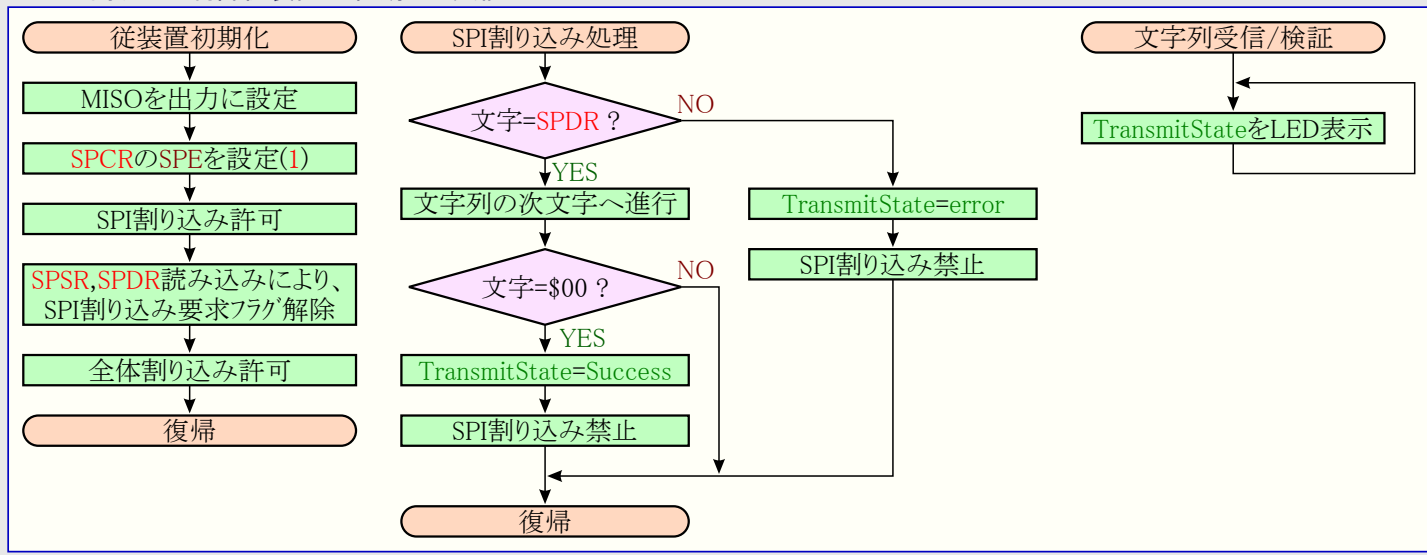 従装置初期化
MISOを出力に設定
SPCRのSPEを設定(1)
SPI割り込み許可
SPSR,SPDR読み込みにより、
SPI割り込み要求フラグ解除
全体割り込み許可
復帰
SPI割り込み処理
文字=SPDR ?
NO
YES
文字列の次文字へ進行
TransmitState=error
SPI割り込み禁止
文字=$00 ?
NO
YES
TransmitState=Success
SPI割り込み禁止
復帰
文字列受信/検証
TransmitStateをLED表示